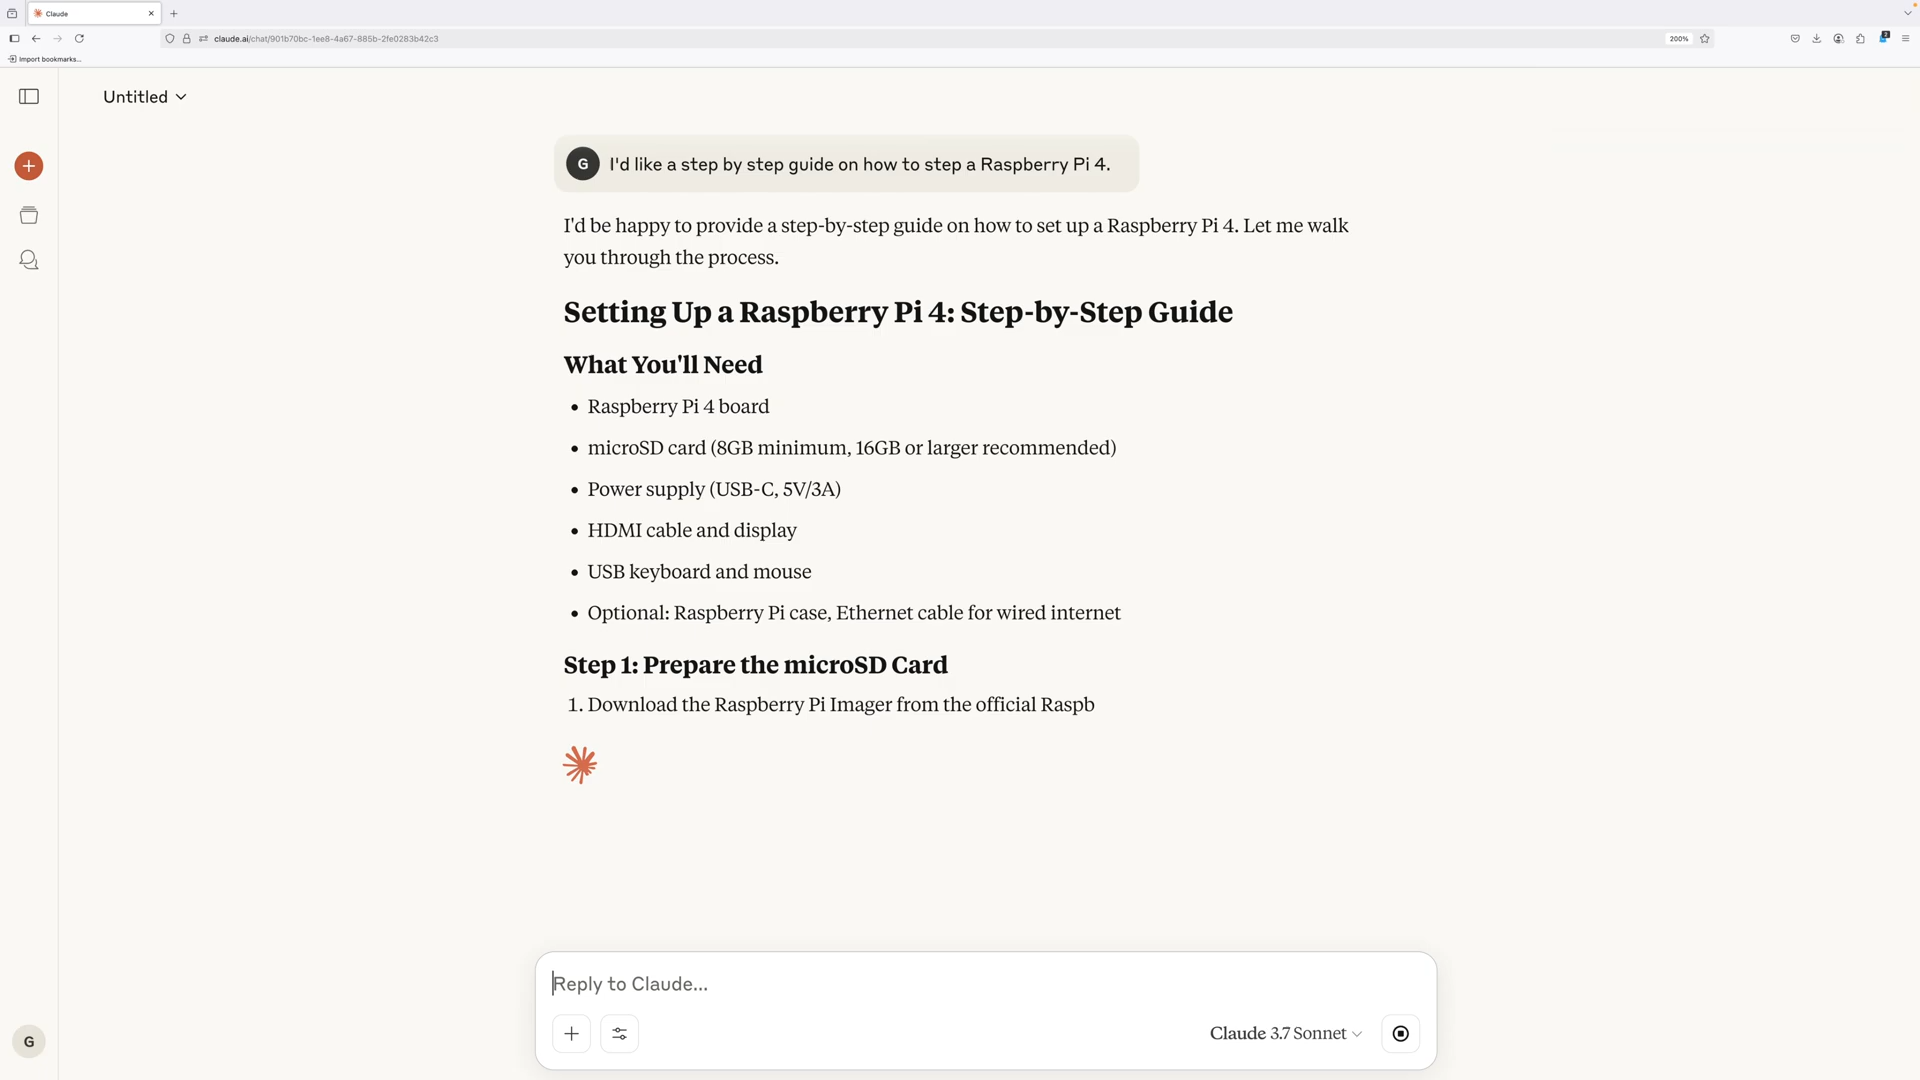 Claude
claude.ai/chat/901b70bc-1ee8-4a67-885b-2fe0283b42c3
200%
Import bookmarks...
Untitled
G
I'd like a step by step guide on how to step a Raspberry Pi 4.
I'd be happy to provide a step-by-step guide on how to set up a Raspberry Pi 4. Let me walk
you through the process.
Setting Up a Raspberry Pi 4: Step-by-Step Guide
What You'll Need
• Raspberry Pi 4 board
• microSD card (8GB minimum, 16GB or larger recommended)
• Power supply (USB-C, 5V/3A)
• HDMI cable and display
• USB keyboard and mouse
• Optional: Raspberry Pi case, Ethernet cable for wired internet
Step 1: Prepare the microSD Card
1. Download the Raspberry Pi Imager from the official Raspb
Reply to Claude...
Claude 3.7 Sonnet
G